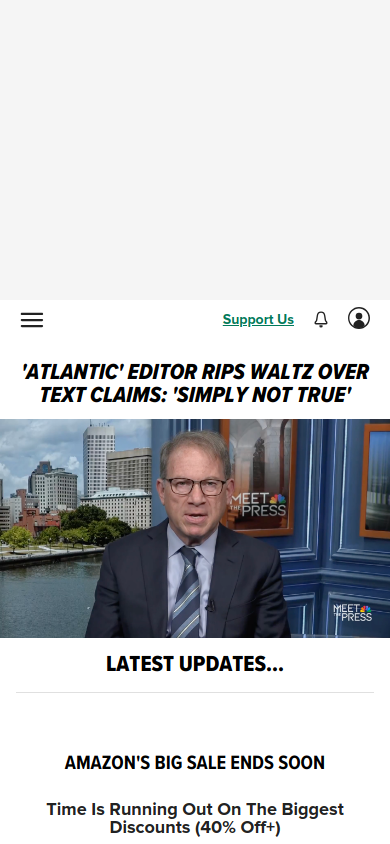 Support Us
'ATLANTIC' EDITOR RIPS WALTZ OVER
TEXT CLAIMS: 'SIMPLY NOT TRUE'
MEET
THE PRESS
MEET
THE PRESS
LATEST UPDATES...
AMAZON'S BIG SALE ENDS SOON
Time Is Running Out On The Biggest
Discounts (40% Off+)